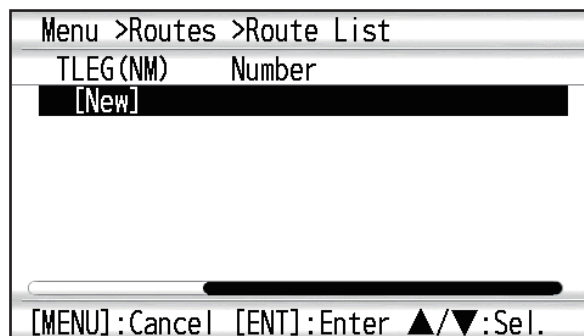 Menu >Routes >Route List
TLEG(NM) Number
[New]
[MENU]:Cancel [ENT]:Enter ▲/▼:Sel.